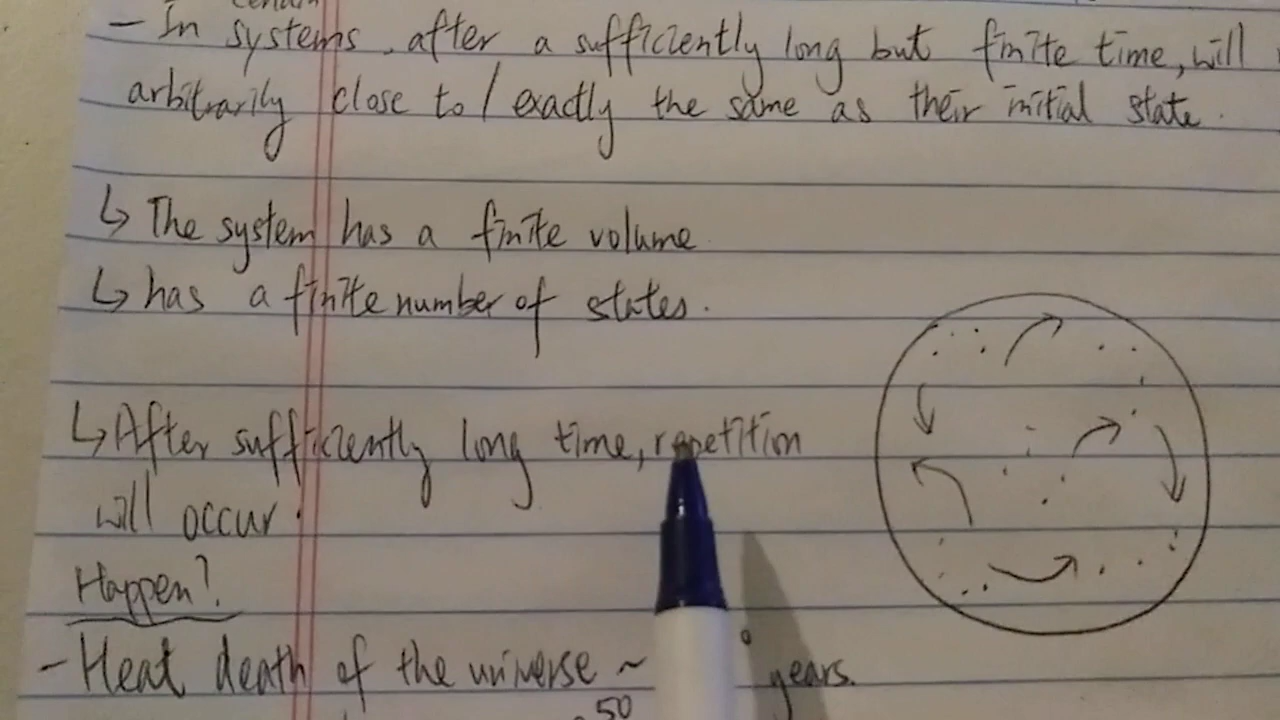 certain
- In systems, after a sufficiently long but finite time, will
arbitrarily close to / exactly the same as their initial state.
↳ The system has a finite volume
↳ has a finite number of states.
↳ After sufficiently long time, repetition
will occur.
Happen?
- Heat death of the universe ~ years.
50